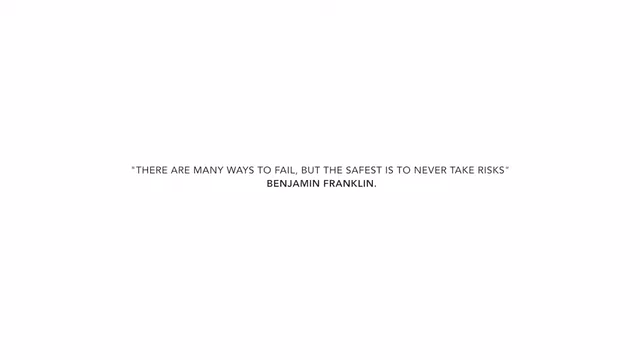 "THERE ARE MANY WAYS TO FAIL, BUT THE SAFEST IS TO NEVER TAKE RISKS"
BENJAMIN FRANKLIN.